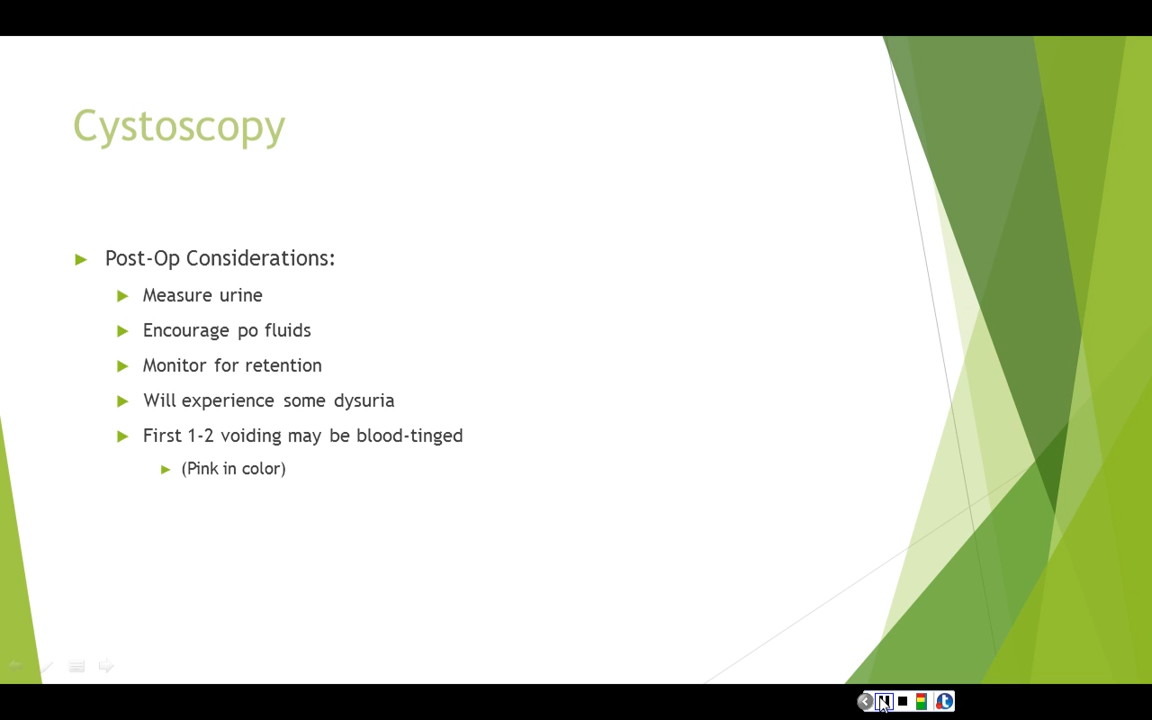 Cystoscopy
Post-Op Considerations:
Measure urine
Encourage po fluids
Monitor for retention
Will experience some dysuria
First 1-2 voiding may be blood-tinged
(Pink in color)